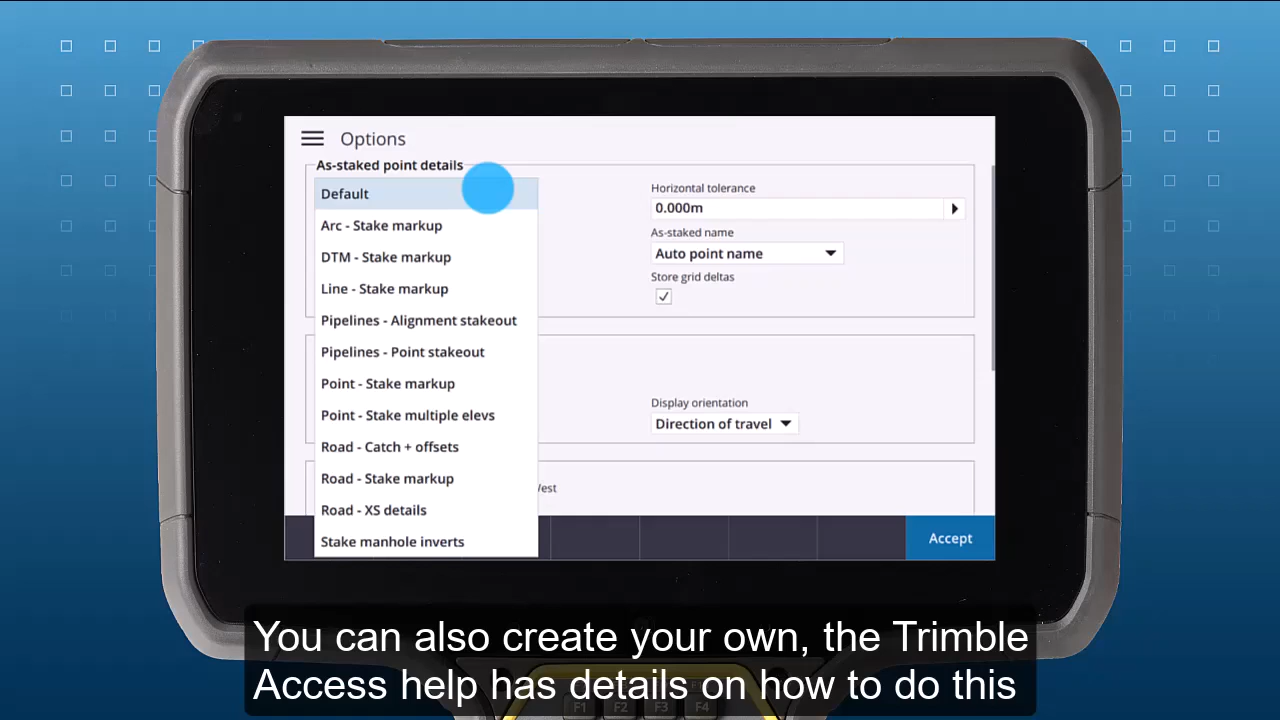 Options
As-staked point details
Default
Arc - Stake markup
DTM - Stake markup
Line - Stake markup
Pipelines - Alignment stakeout
Pipelines - Point stakeout
Point - Stake markup
Point - Stake multiple elevs
Road - Catch + offsets
Road - Stake markup
Road - XS details
Stake manhole inverts
Horizontal tolerance
0.000m
As-staked name
Auto point name
Store grid deltas
Display orientation
Direction of travel
Accept
You can also create your own, the Trimble
Access help has details on how to do this
F1 F2 F3 F4